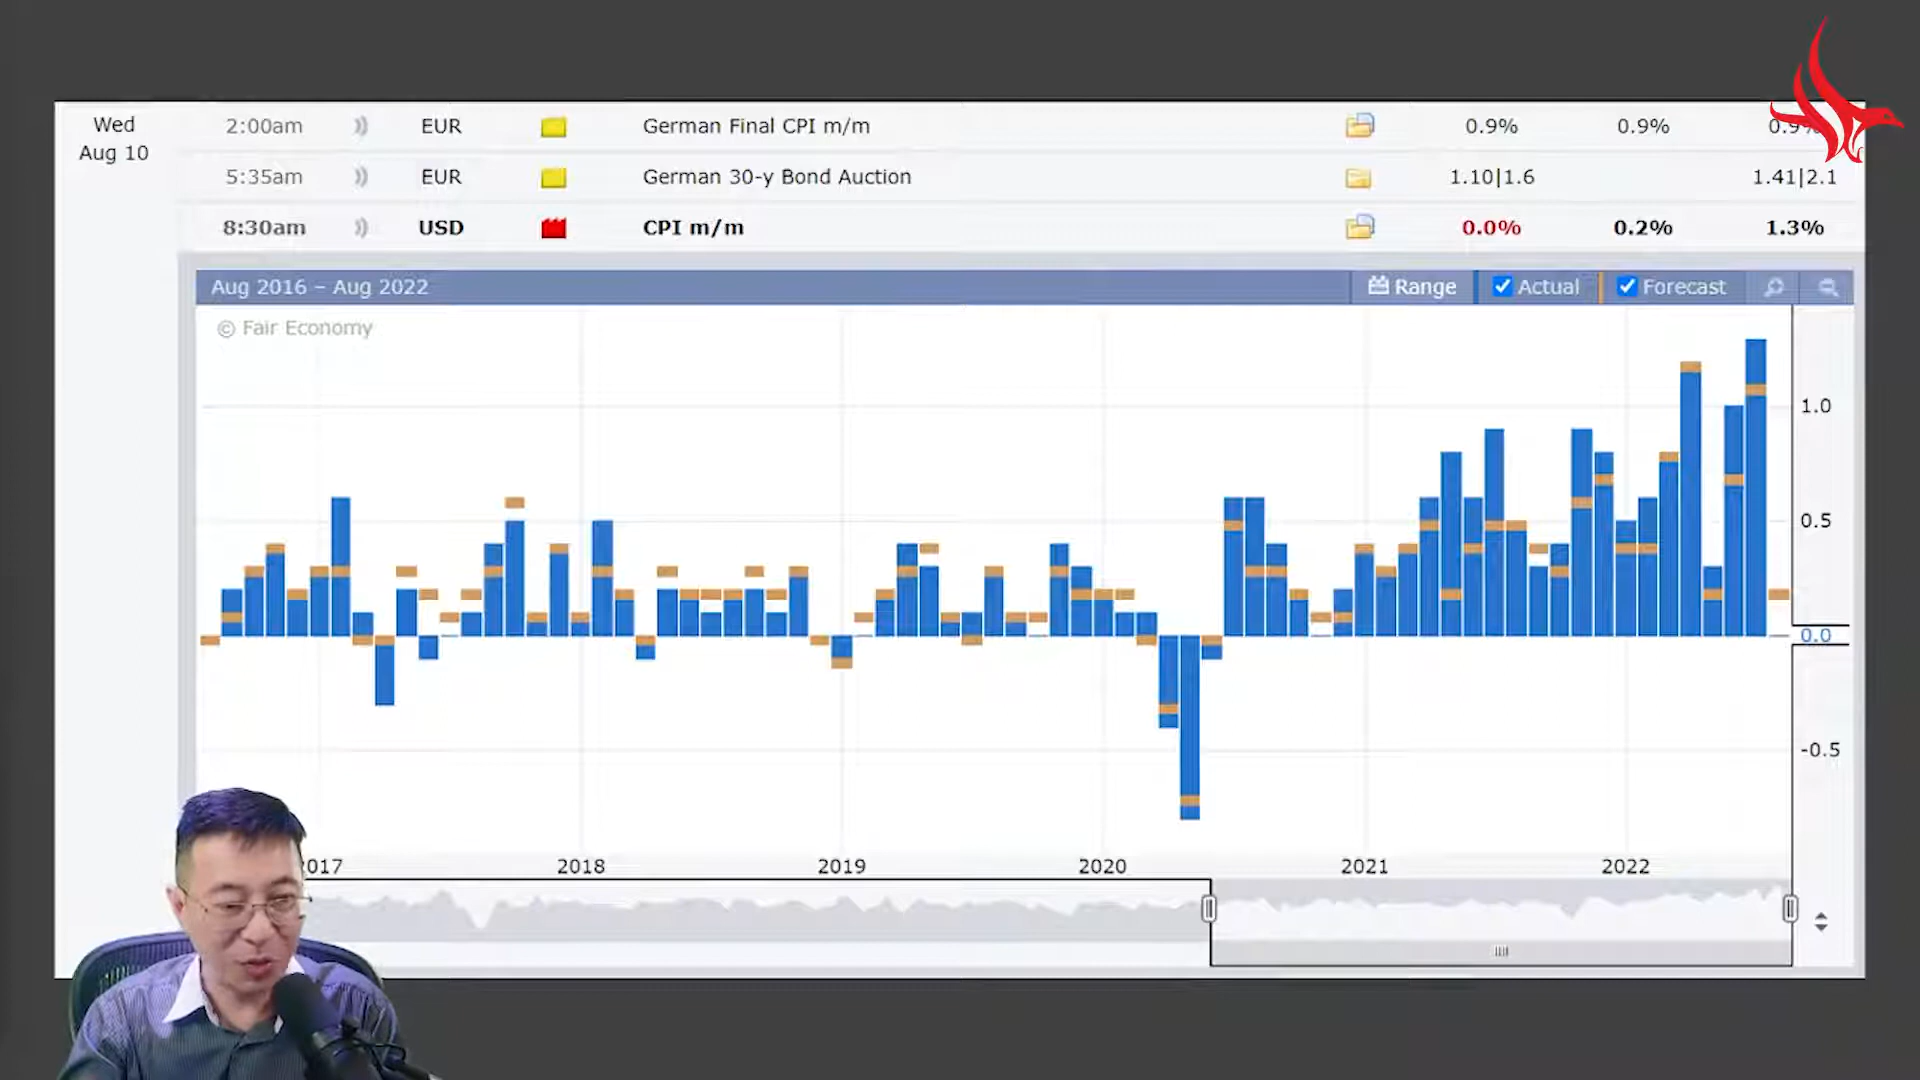 Wed
Aug 10
2:00am EUR German Final CPI m/m 0.9% 0.9% 0.9%
5:35am EUR German 30-y Bond Auction 1.10|1.6 1.41|2.1
8:30am USD CPI m/m 0.0% 0.2% 1.3%
Aug 2016 – Aug 2022 Range Actual Forecast
© Fair Economy
1.0
0.5
0.0
-0.5
2018 2019 2020 2021 2022